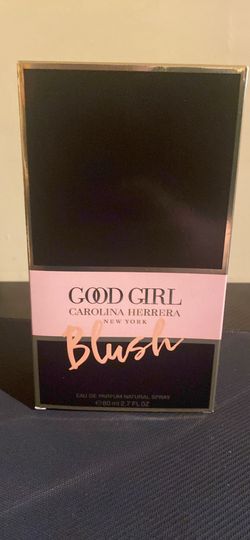 GOOD GIRL
CAROLINA HERRERA
NEW YORK
Blush
EAU DE PARFUM NATURAL SPRAY
℮80 ml 2.7 FL OZ